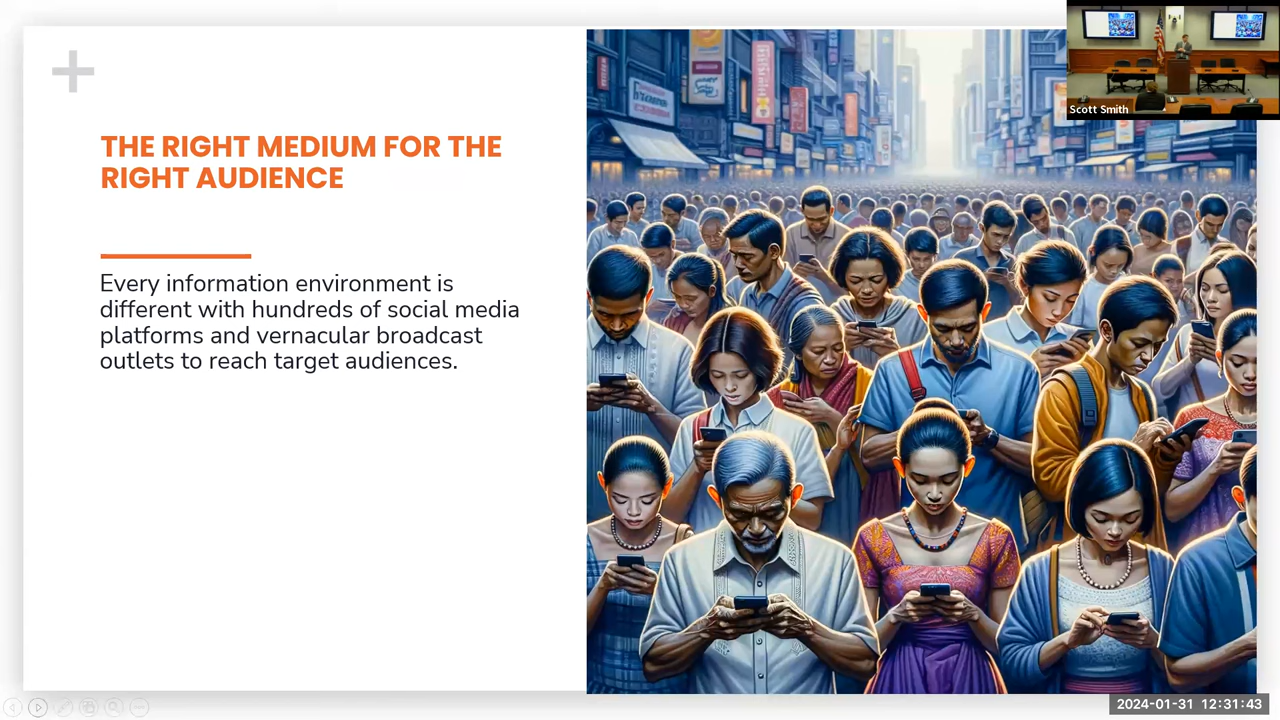 THE RIGHT MEDIUM FOR THE
RIGHT AUDIENCE
Every information environment is
different with hundreds of social media
platforms and vernacular broadcast
outlets to reach target audiences.
Scott Smith
2024-01-31 12:31:43